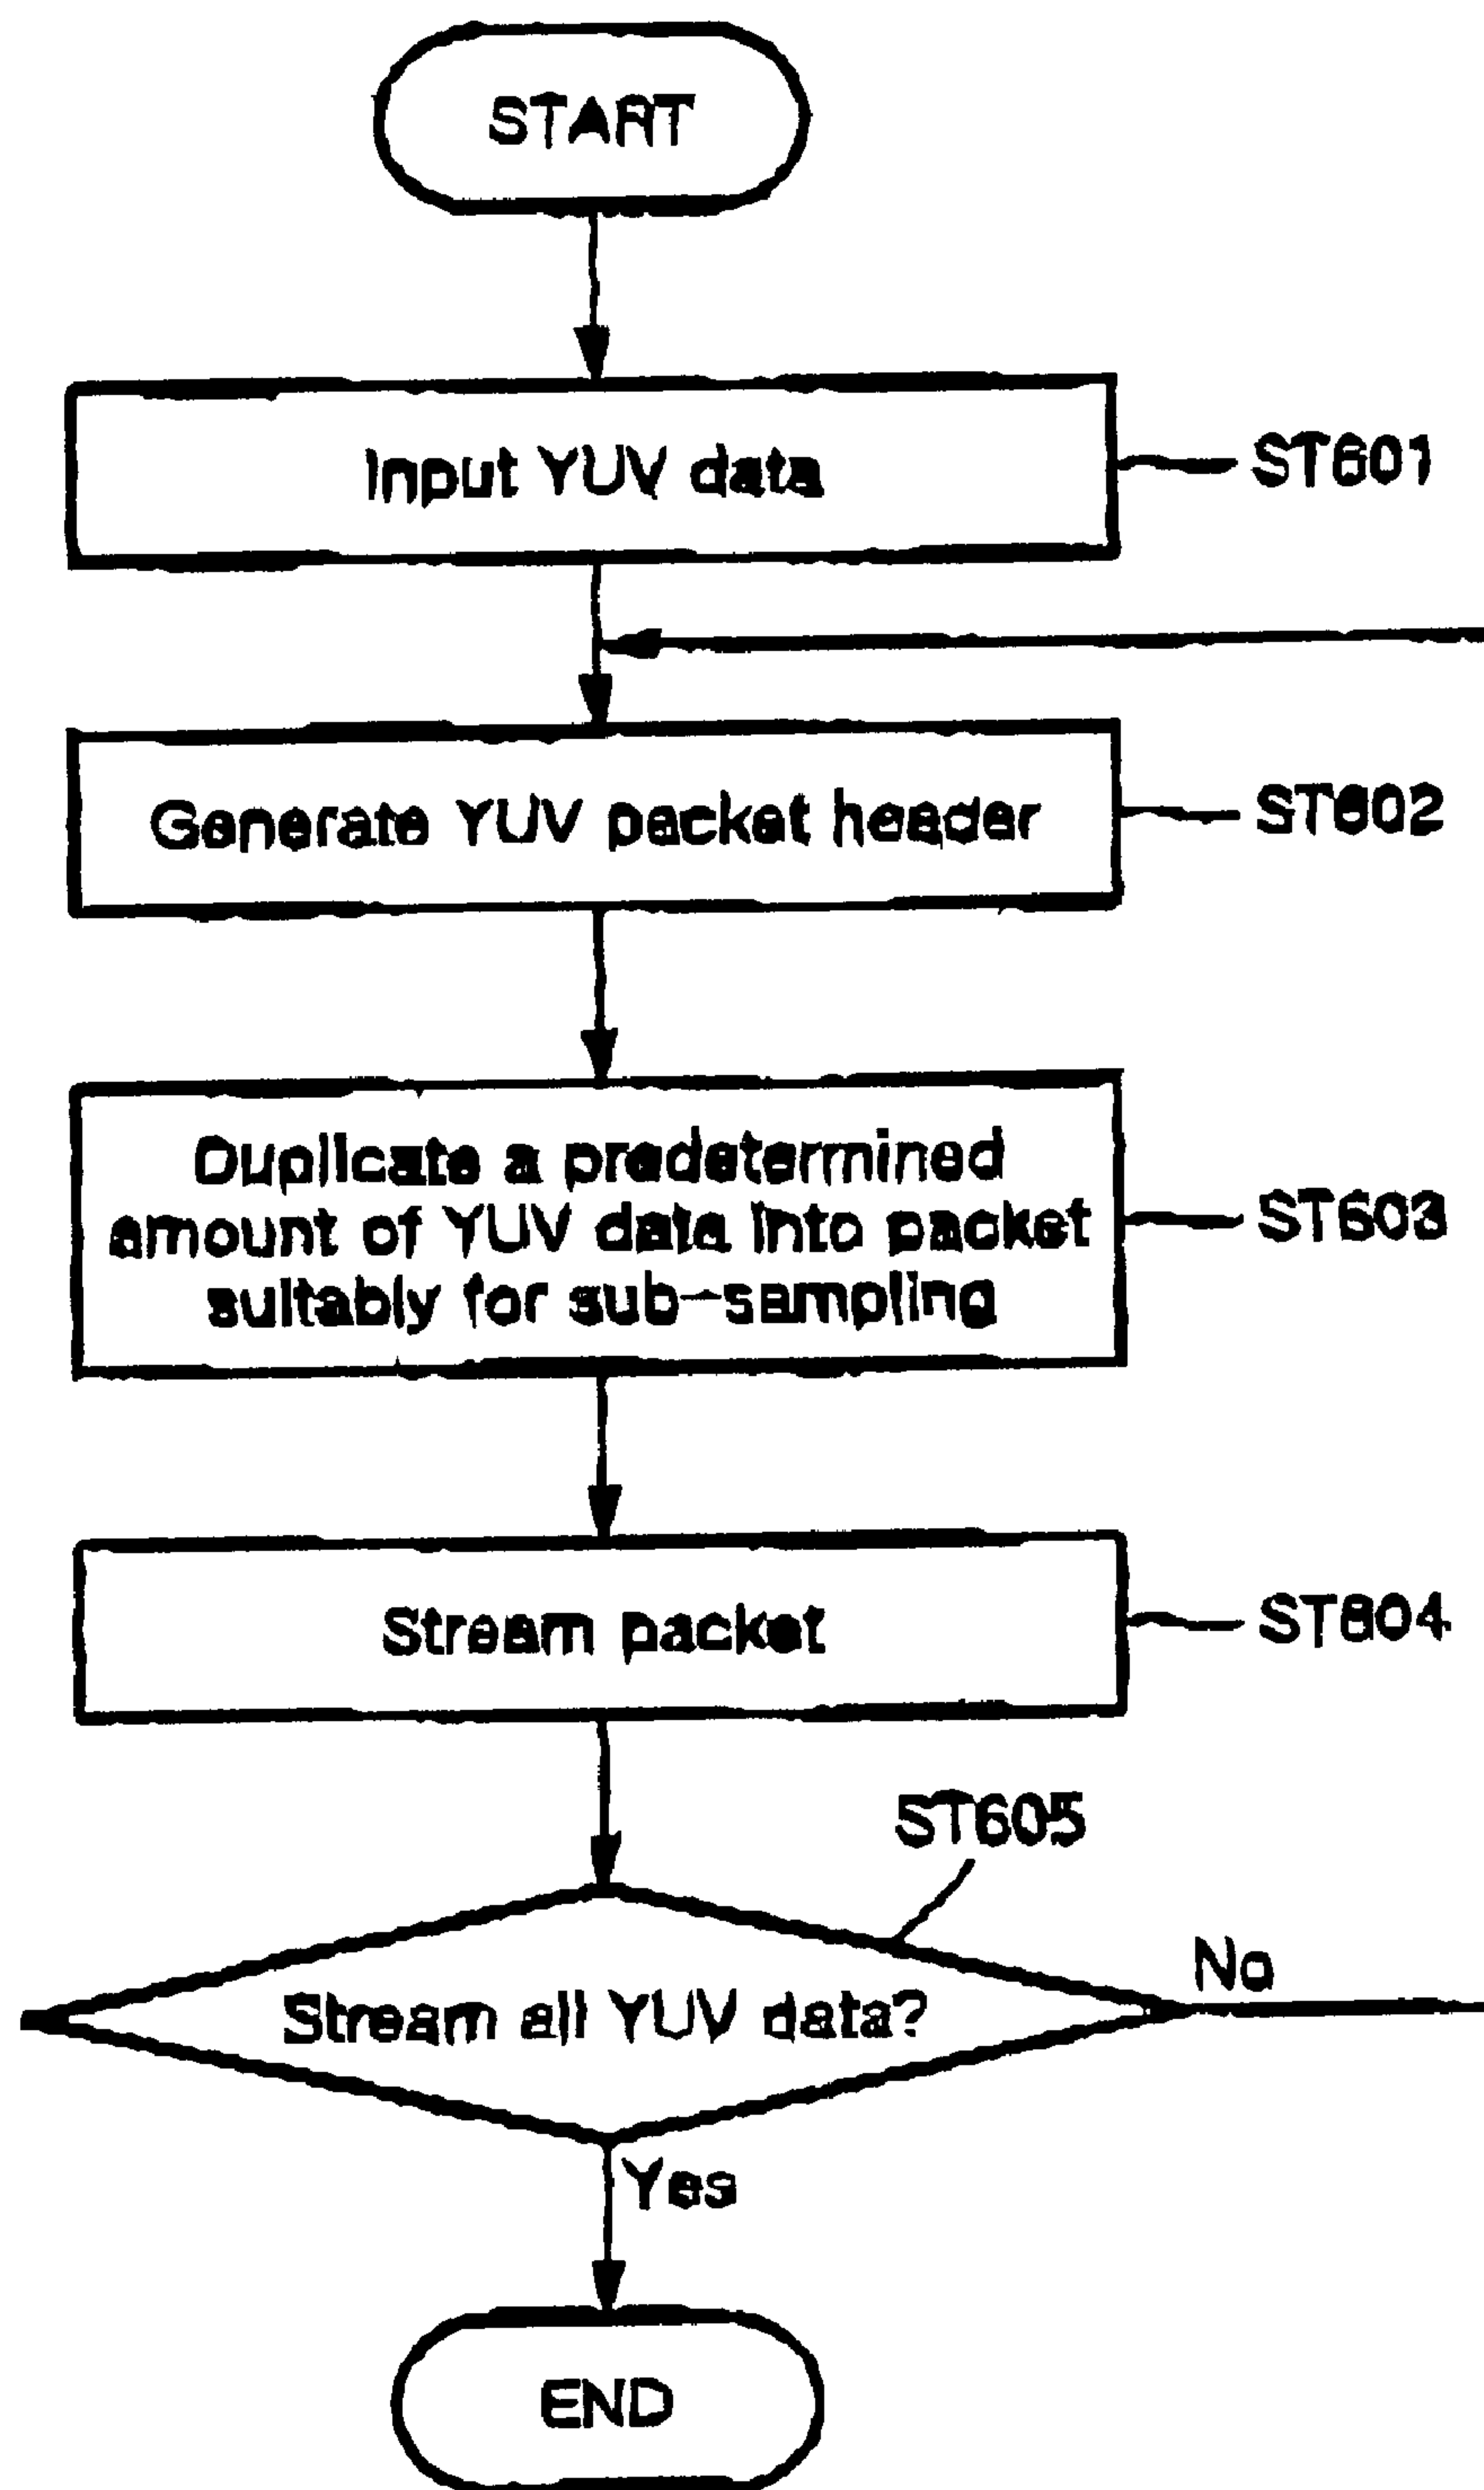 START
Input YUV data
ST601
Generate YUV packet header
ST602
Duplicate a predetermined
amount of YUV data into packet
suitably for sub-sampling
ST603
Stream packet
ST604
ST605
Stream all YUV data?
No
Yes
END